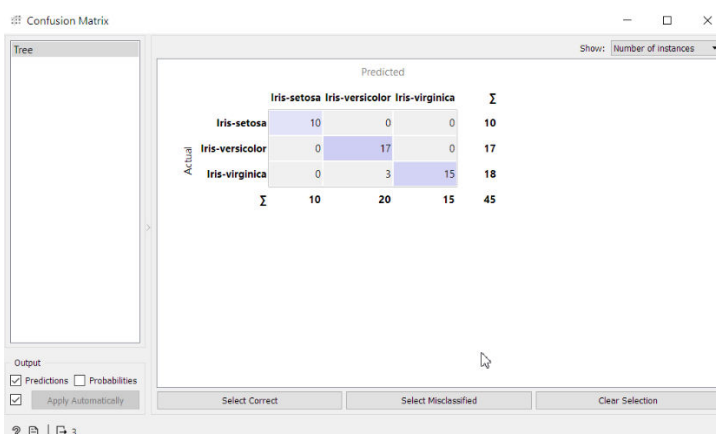 Confusion Matrix
Tree
Show: Number of instances
Predicted
Iris-setosa Iris-versicolor Iris-virginica Σ
Iris-setosa 10 0 0 10
Actual
Iris-versicolor 0 17 0 17
Iris-virginica 0 3 15 18
Σ 10 20 15 45
Output
Predictions Probabilities
Apply Automatically
Select Correct Select Misclassified Clear Selection
? 3